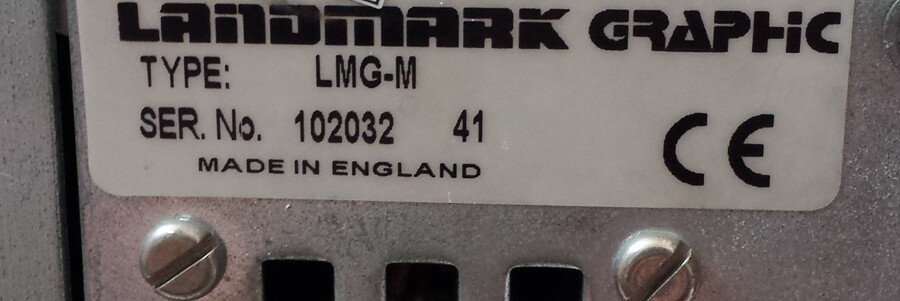 LANDMARK GRAPHIC
TYPE: LMG-M
SER. No. 102032 41
MADE IN ENGLAND
CE